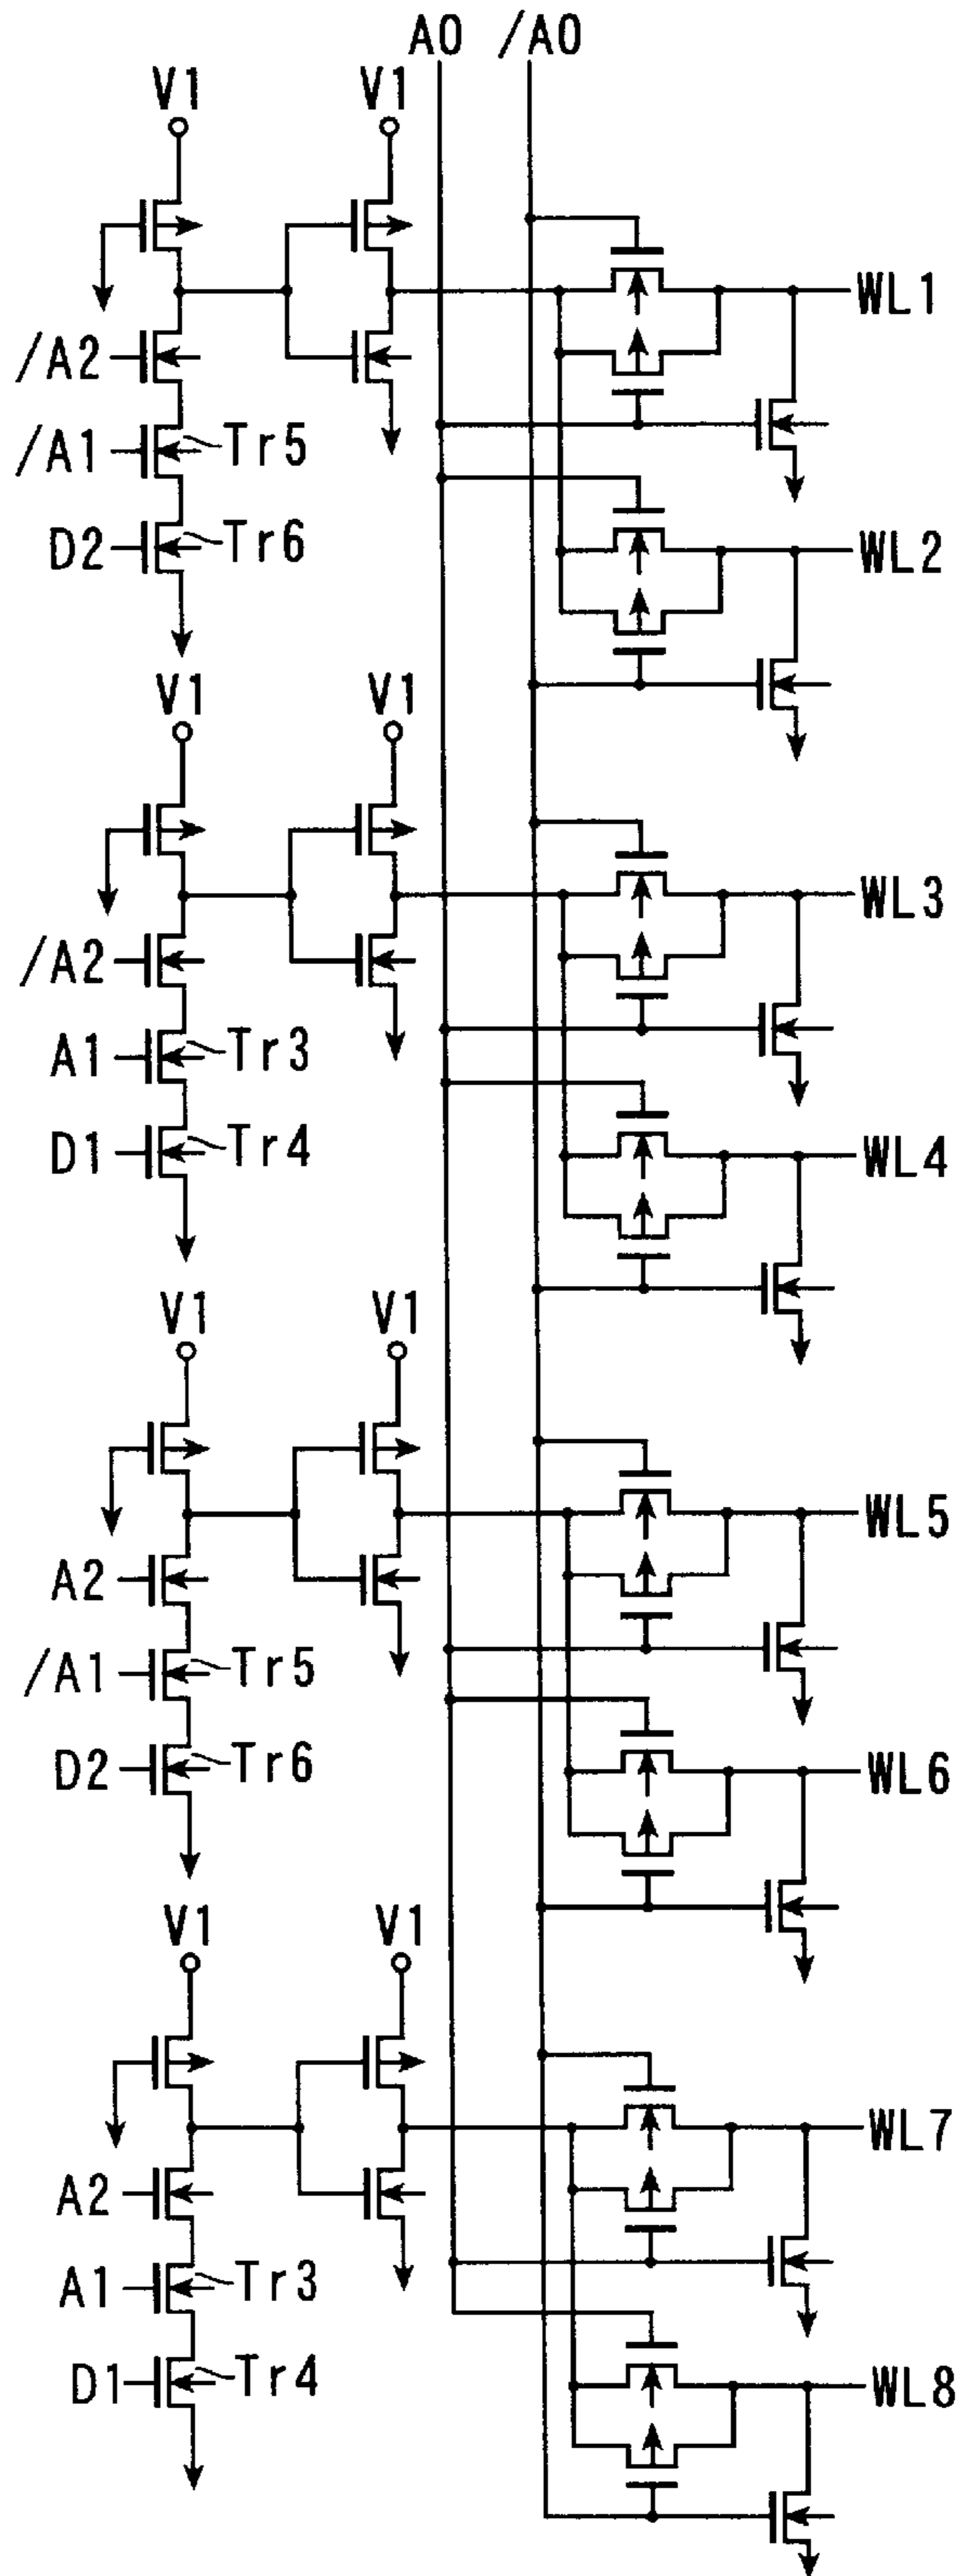 A0 /A0
V1 V1
WL1
/A2
/A1 Tr5
D2 Tr6
WL2
V1 V1
WL3
/A2
A1 Tr3
D1 Tr4
WL4
V1 V1
WL5
A2
/A1 Tr5
D2 Tr6
WL6
V1 V1
WL7
A2
A1 Tr3
D1 Tr4
WL8